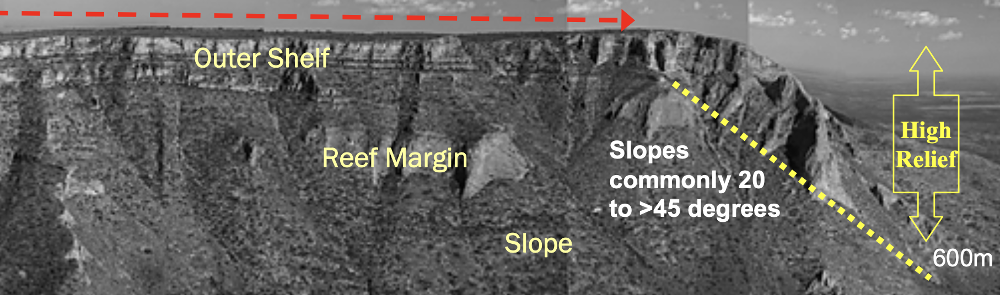 Outer Shelf
Reef Margin
Slope
Slopes
commonly 20
to >45 degrees
High
Relief
600m